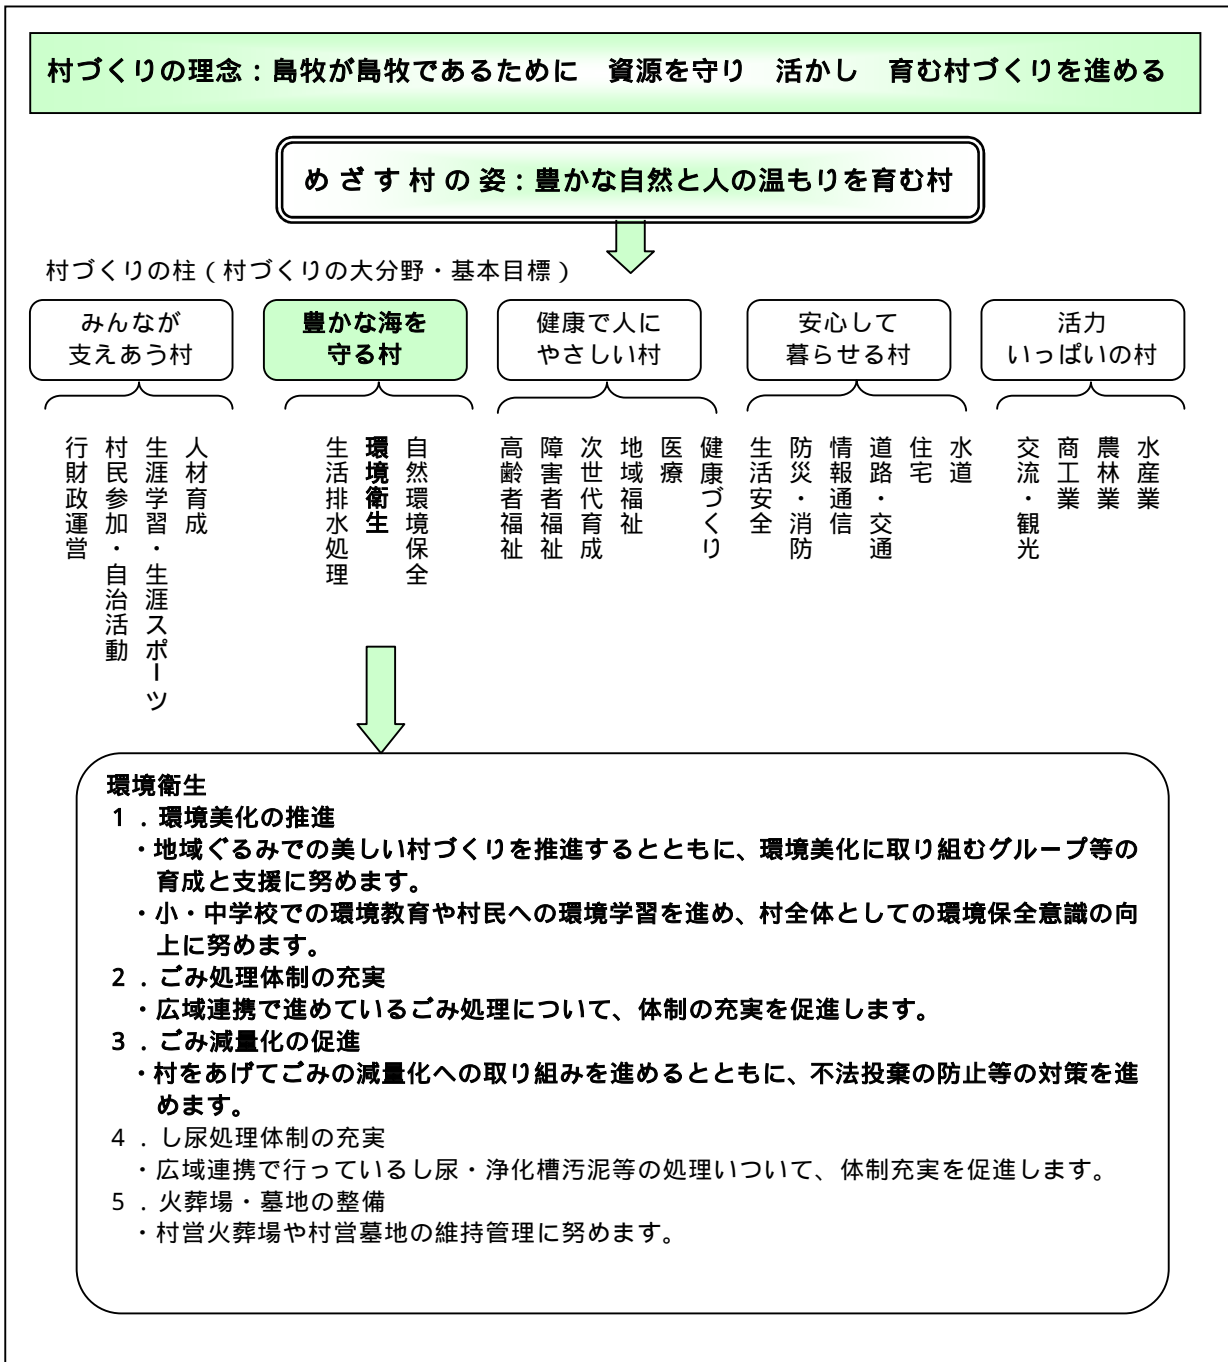 村づくりの理念：島牧が島牧であるために　資源を守り　活かし　育む村づくりを進める
めざす村の姿：豊かな自然と人の温もりを育む村
村づくりの柱（村づくりの大分野・基本目標）
みんなが
支えあう村
豊かな海を
守る村
健康で人に
やさしい村
安心して
暮らせる村
活力
いっぱいの村
行財政運営
村民参加・自治活動
生涯学習・生涯スポーツ
人材育成
生活排水処理
環境衛生
自然環境保全
高齢者福祉
障害者福祉
次世代育成
地域福祉
医療
健康づくり
生活安全
防災・消防
情報通信
道路・交通
住宅
水道
交流・観光
商工業
農林業
水産業
環境衛生
１．環境美化の推進
・地域ぐるみでの美しい村づくりを推進するとともに、環境美化に取り組むグループ等の
育成と支援に努めます。
・小・中学校での環境教育や村民への環境学習を進め、村全体としての環境保全意識の向
上に努めます。
２．ごみ処理体制の充実
・広域連携で進めているごみ処理について、体制の充実を促進します。
３．ごみ減量化の促進
・村をあげてごみの減量化への取り組みを進めるとともに、不法投棄の防止等の対策を進
めます。
４．し尿処理体制の充実
・広域連携で行っているし尿・浄化槽汚泥等の処理いついて、体制充実を促進します。
５．火葬場・墓地の整備
・村営火葬場や村営墓地の維持管理に努めます。